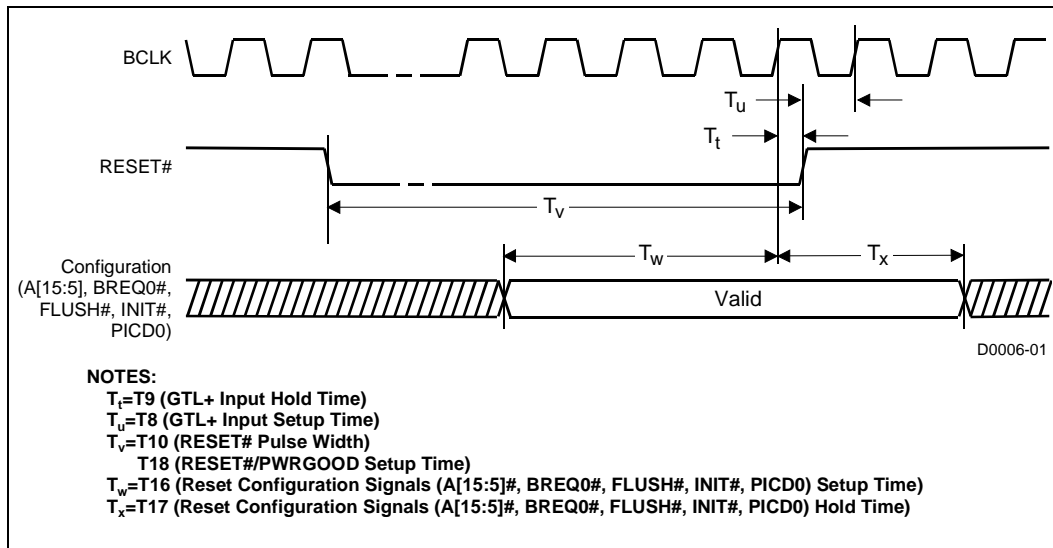 BCLK
Tu
Tt
RESET#
Tv
Configuration
(A[15:5], BREQ0#,
FLUSH#, INIT#,
PICD0)
Tw
Tx
Valid
D0006-01
NOTES:
Tt=T9 (GTL+ Input Hold Time)
Tu=T8 (GTL+ Input Setup Time)
Tv=T10 (RESET# Pulse Width)
T18 (RESET#/PWRGOOD Setup Time)
Tw=T16 (Reset Configuration Signals (A[15:5]#, BREQ0#, FLUSH#, INIT#, PICD0) Setup Time)
Tx=T17 (Reset Configuration Signals (A[15:5]#, BREQ0#, FLUSH#, INIT#, PICD0) Hold Time)